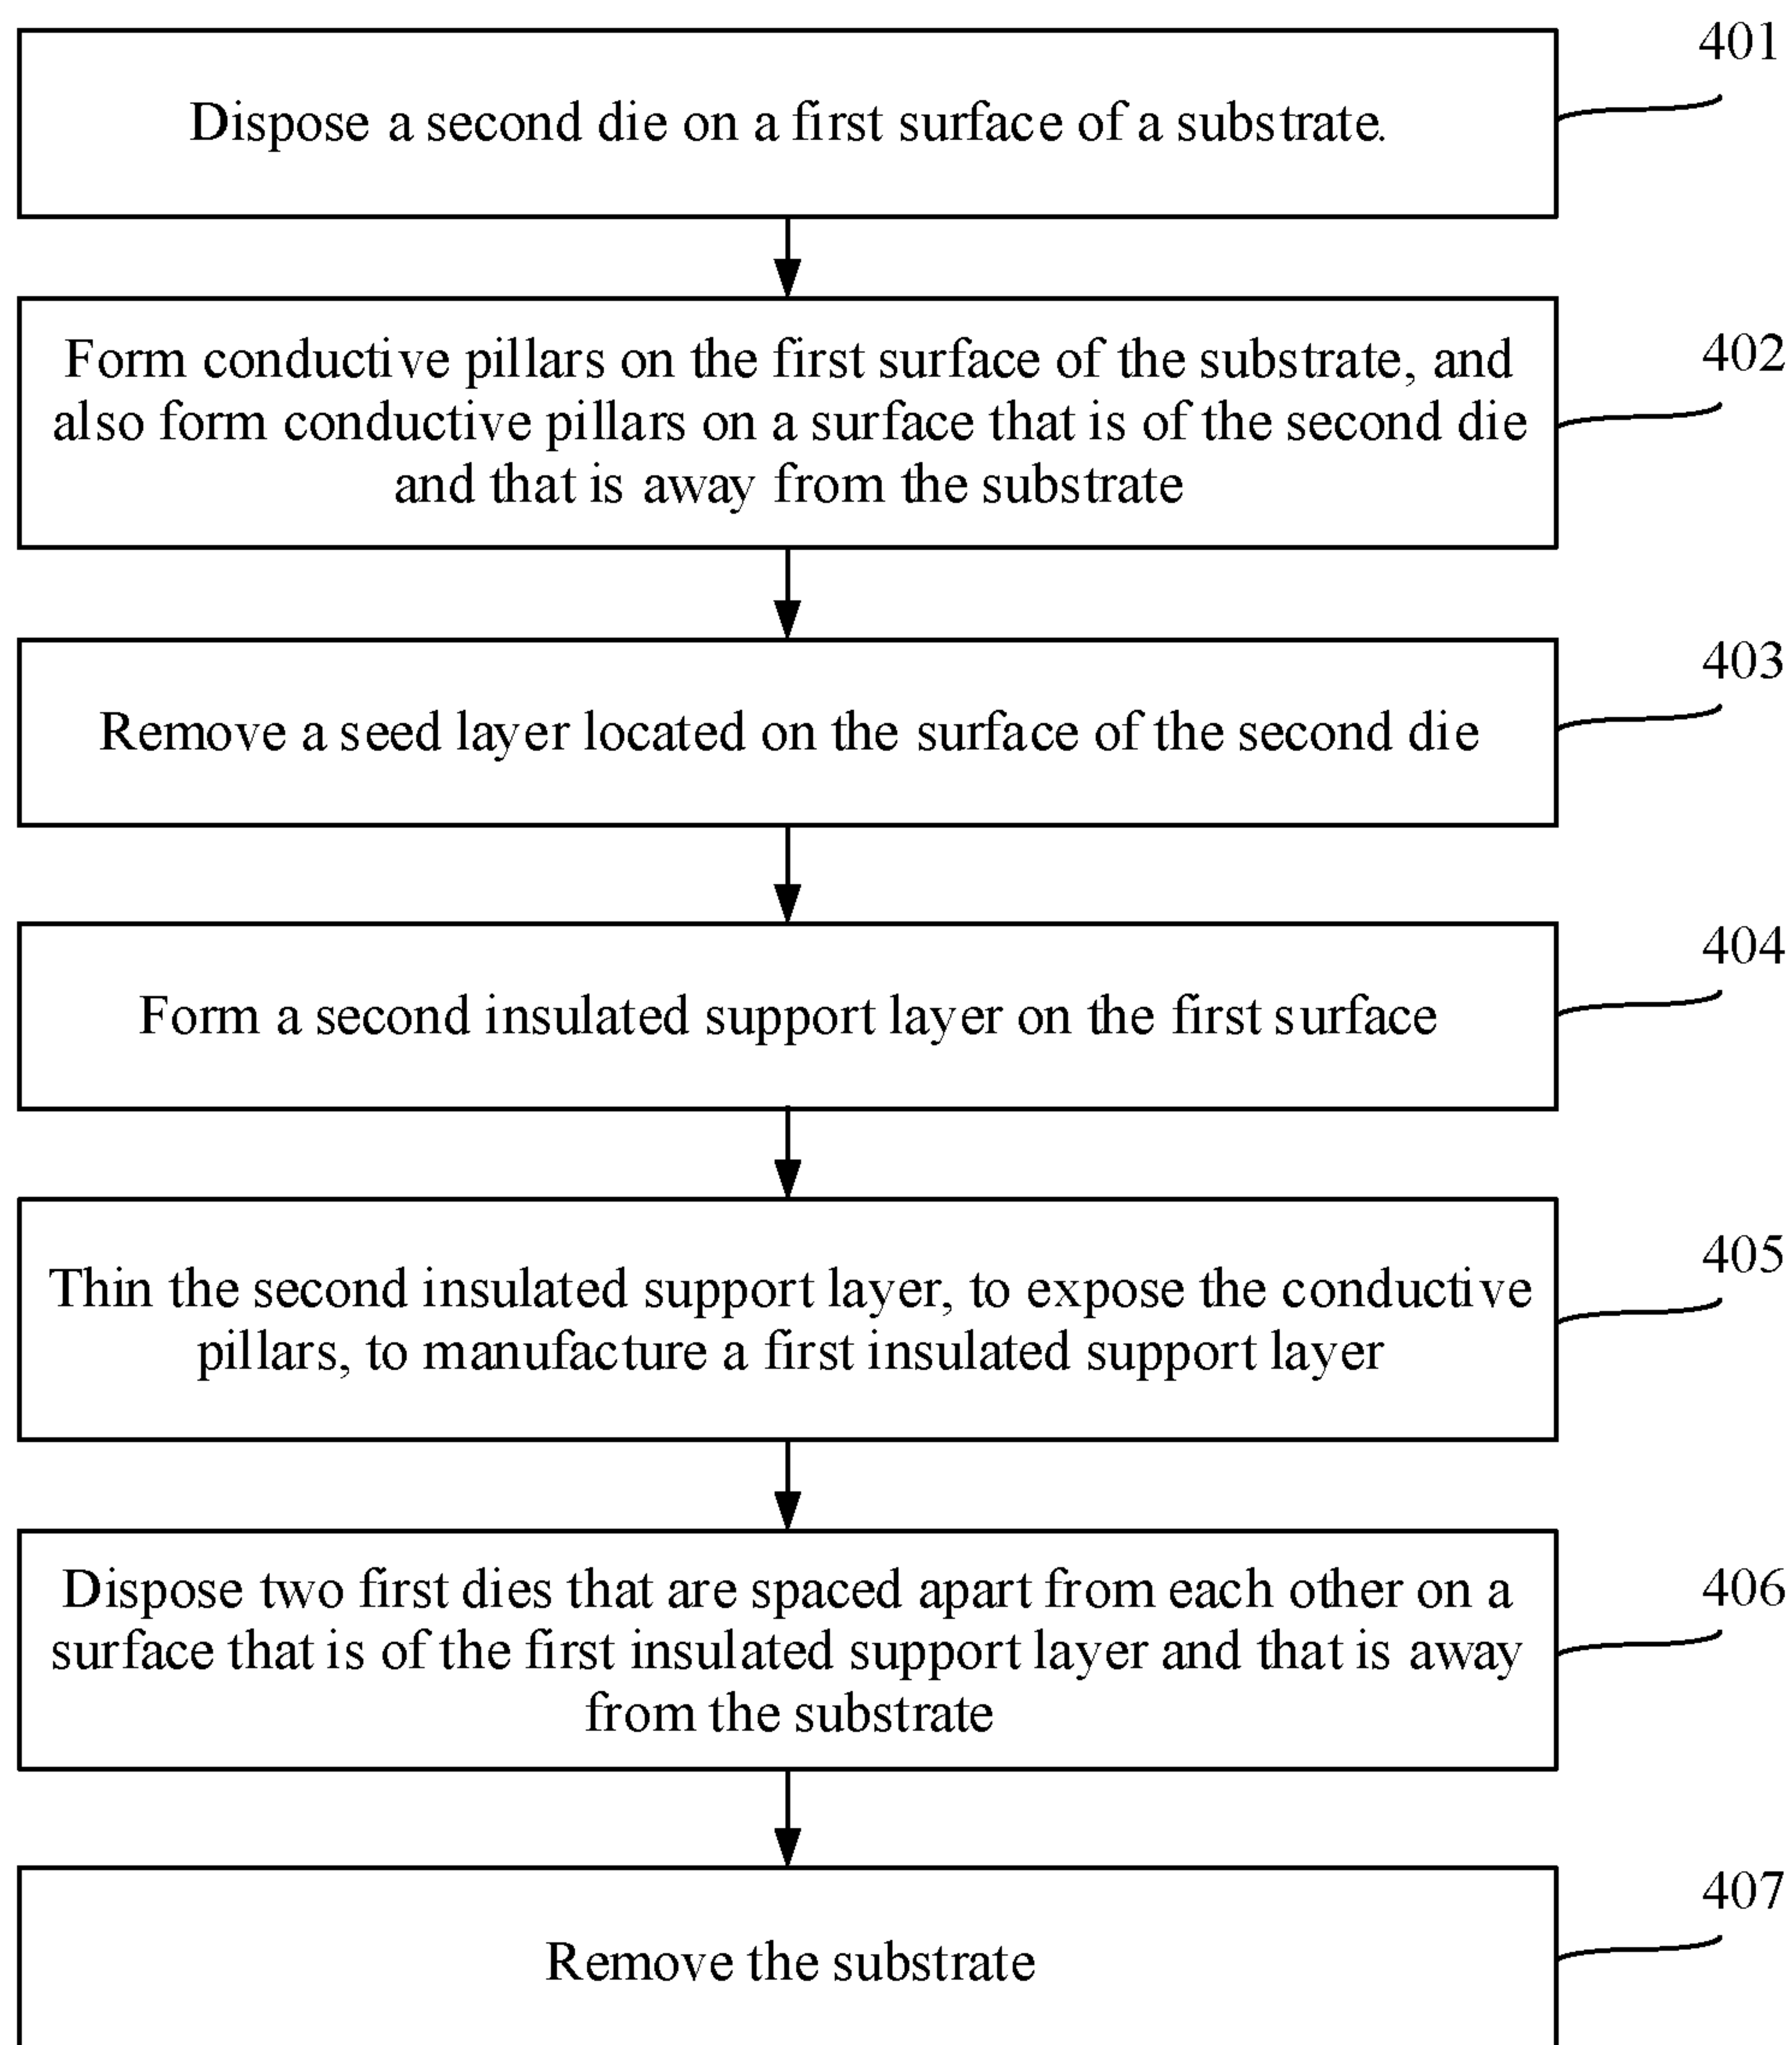 401
Dispose a second die on a first surface of a substrate.
Form conductive pillars on the first surface of the substrate, and
also form conductive pillars on a surface that is of the second die
and that is away from the substrate
402
403
Remove a seed layer located on the surface of the second die
404
Form a second insulated support layer on the first surface
405
Thin the second insulated support layer, to expose the conductive
pillars, to manufacture a first insulated support layer
406
Dispose two first dies that are spaced apart from each other on a
surface that is of the first insulated support layer and that is away
from the substrate
407
Remove the substrate